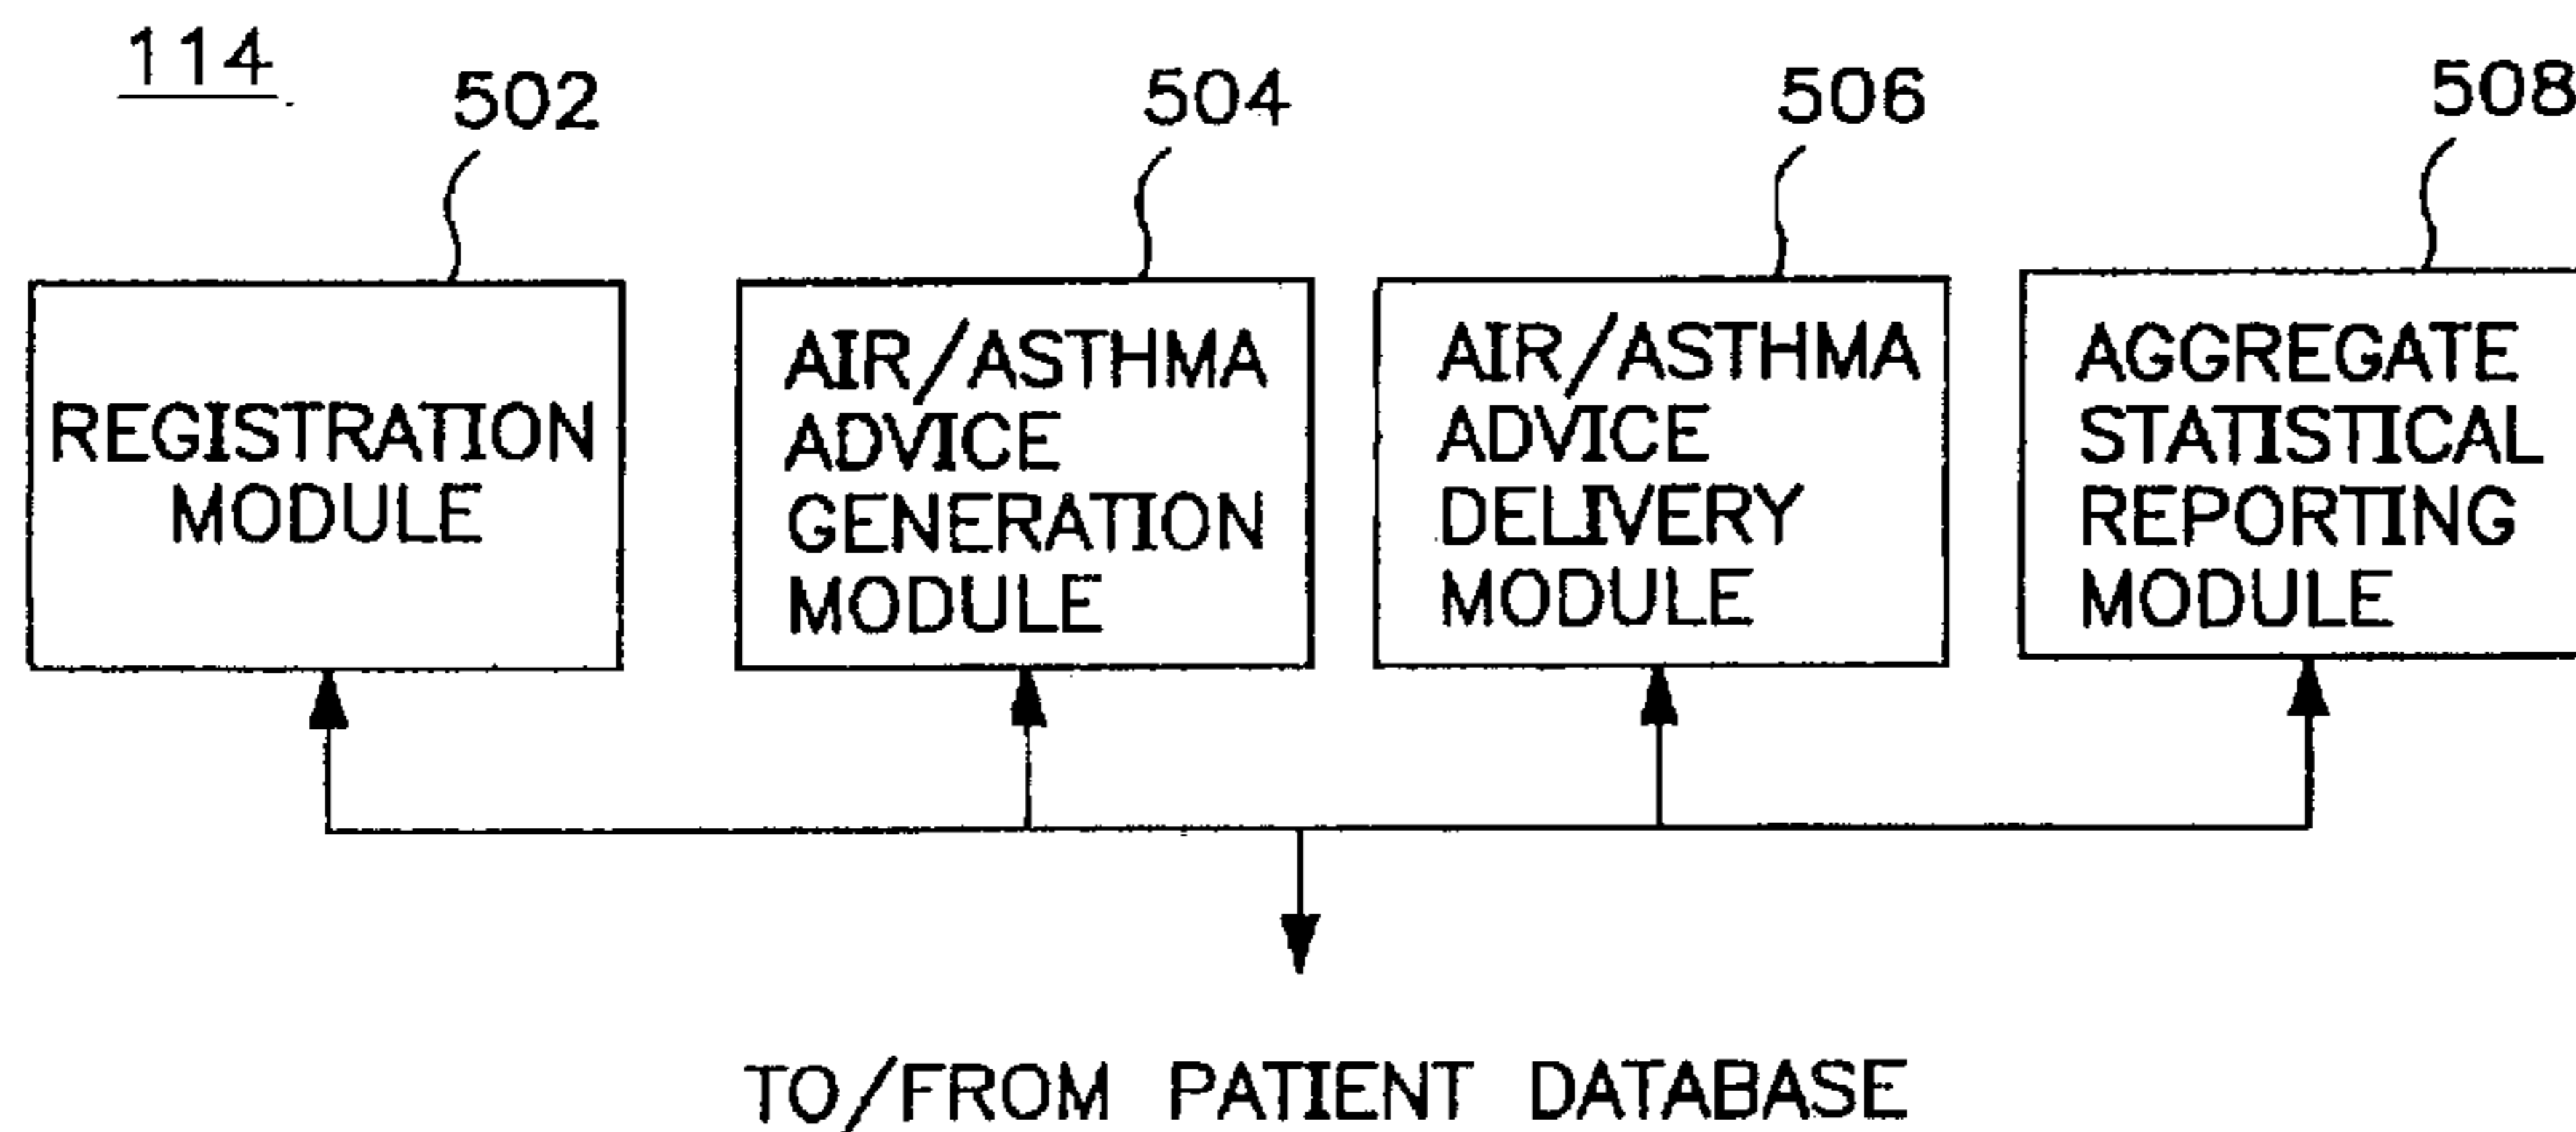 114
502
504
506
508
REGISTRATION
MODULE
AIR/ASTHMA
ADVICE
GENERATION
MODULE
AIR/ASTHMA
ADVICE
DELIVERY
MODULE
AGGREGATE
STATISTICAL
REPORTING
MODULE
TO/FROM PATIENT DATABASE